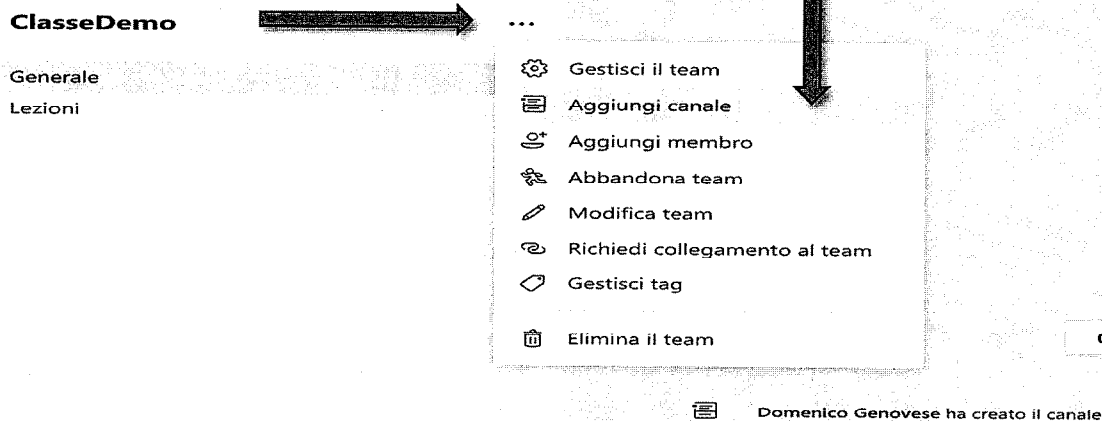 ClasseDemo
...
Generale
Lezioni
Gestisci il team
Aggiungi canale
Aggiungi membro
Abbandona team
Modifica team
Richiedi collegamento al team
Gestisci tag
Elimina il team
Domenico Genovese ha creato il canale